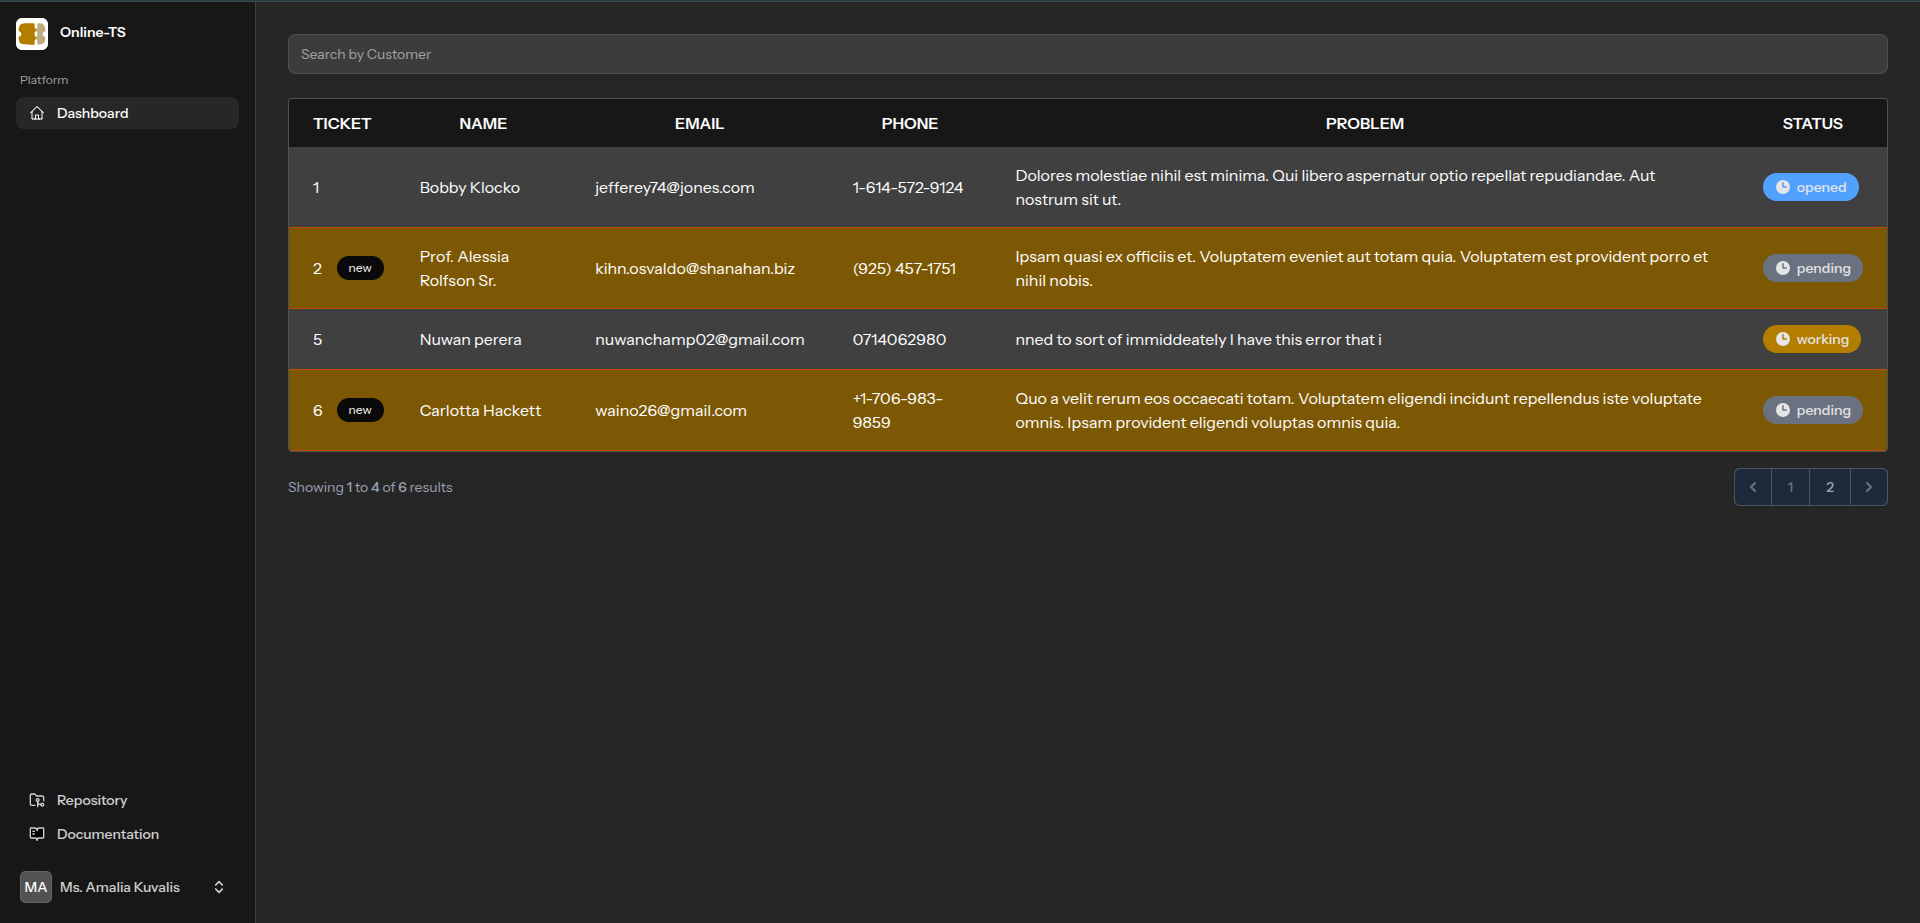 Online-TS
Platform
Dashboard
Search by Customer
TICKET NAME EMAIL PHONE PROBLEM STATUS
1 Bobby Klocko jefferey74@jones.com 1-614-572-9124 Dolores molestiae nihil est minima. Qui libero aspernatur optio repellat repudiandae. Aut
nostrum sit ut.
opened
2 new Prof. Alessia
Rolfson Sr.
kihn.osvaldo@shanahan.biz (925) 457-1751 Ipsam quasi ex officiis et. Voluptatem eveniet aut totam quia. Voluptatem est provident porro et
nihil nobis.
pending
5 Nuwan perera nuwanchamp02@gmail.com 0714062980 nned to sort of immiddeately I have this error that i working
6 new Carlotta Hackett waino26@gmail.com +1-706-983-
9859
Quo a velit rerum eos occaecati totam. Voluptatem eligendi incidunt repellendus iste voluptate
omnis. Ipsam provident eligendi voluptas omnis quia.
pending
Showing 1 to 4 of 6 results
1 2
Repository
Documentation
MA Ms. Amalia Kuvalis